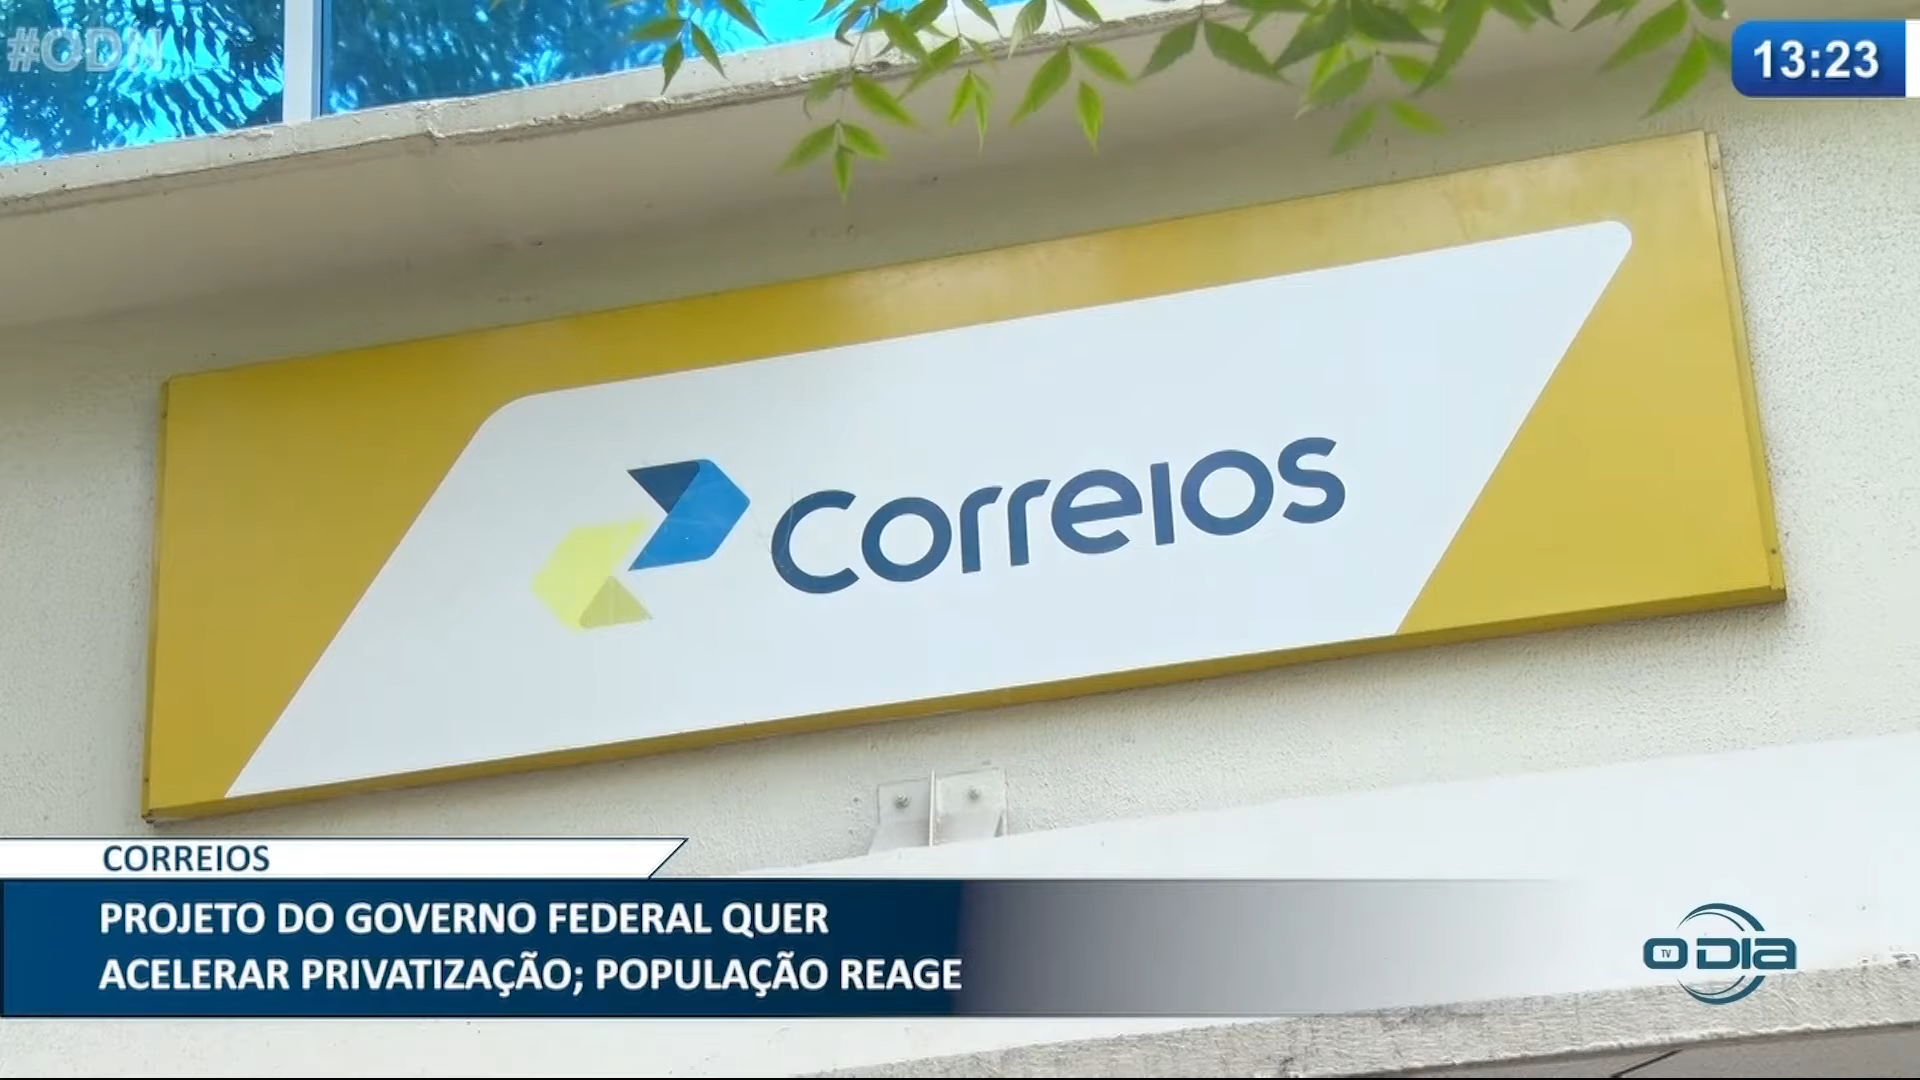 #ODN
13:23
Correios
CORREIOS
PROJETO DO GOVERNO FEDERAL QUER
ACELERAR PRIVATIZAÇÃO; POPULAÇÃO REAGE
O DIA
TV